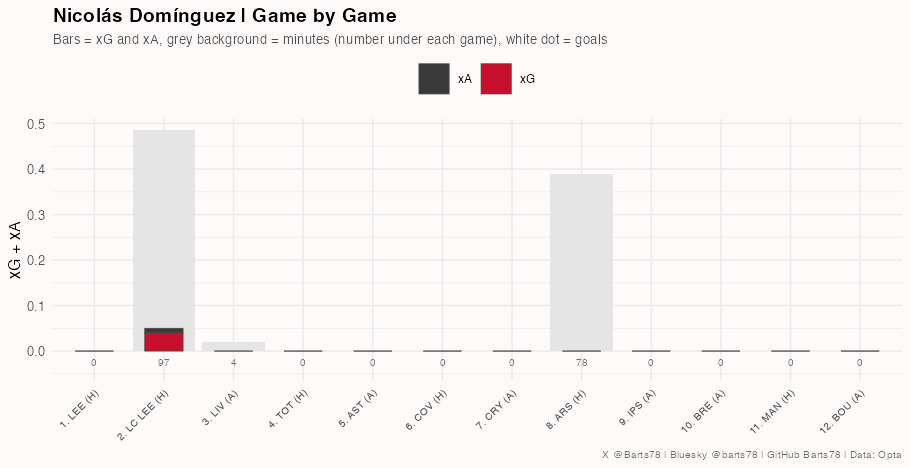 Nicolás Domínguez | Game by Game
Bars = xG and xA, grey background = minutes (number under each game), white dot = goals
xA xG
xG + xA
0.5
0.4
0.3
0.2
0.1
0.0
0 97 4 0 0 0 0 78 0 0 0 0
1. LEE (H)
2. LC LEE (H)
3. LIV (A)
4. TOT (H)
5. AST (A)
6. COV (H)
7. CRY (A)
8. ARS (H)
9. IPS (A)
10. BRE (A)
11. MAN (H)
12. BOU (A)
X @Barts78 | Bluesky @barts78 | GitHub Barts78 | Data: Opta